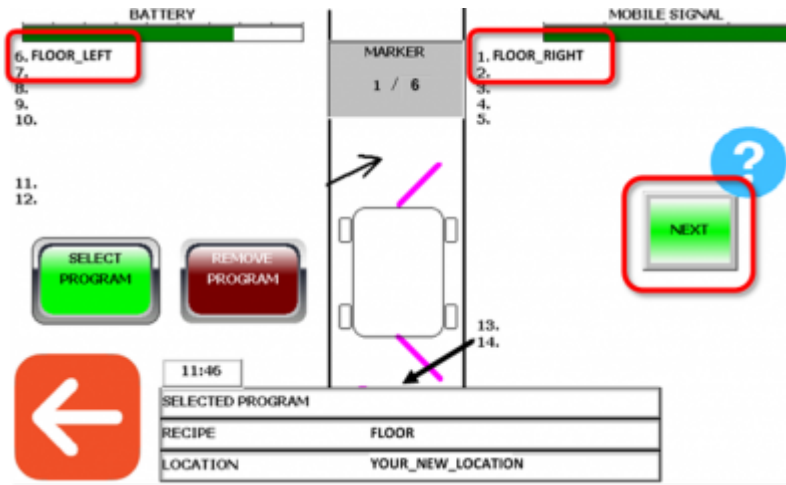 BATTERY
MOBILE SIGNAL
6. FLOOR_LEFT
7.
8.
9.
10.
11.
12.
MARKER
1 / 6
1. FLOOR_RIGHT
2.
3.
4.
5.
?
NEXT
SELECT
PROGRAM
REMOVE
PROGRAM
13.
14.
11:46
SELECTED PROGRAM
RECIPE FLOOR
LOCATION YOUR_NEW_LOCATION